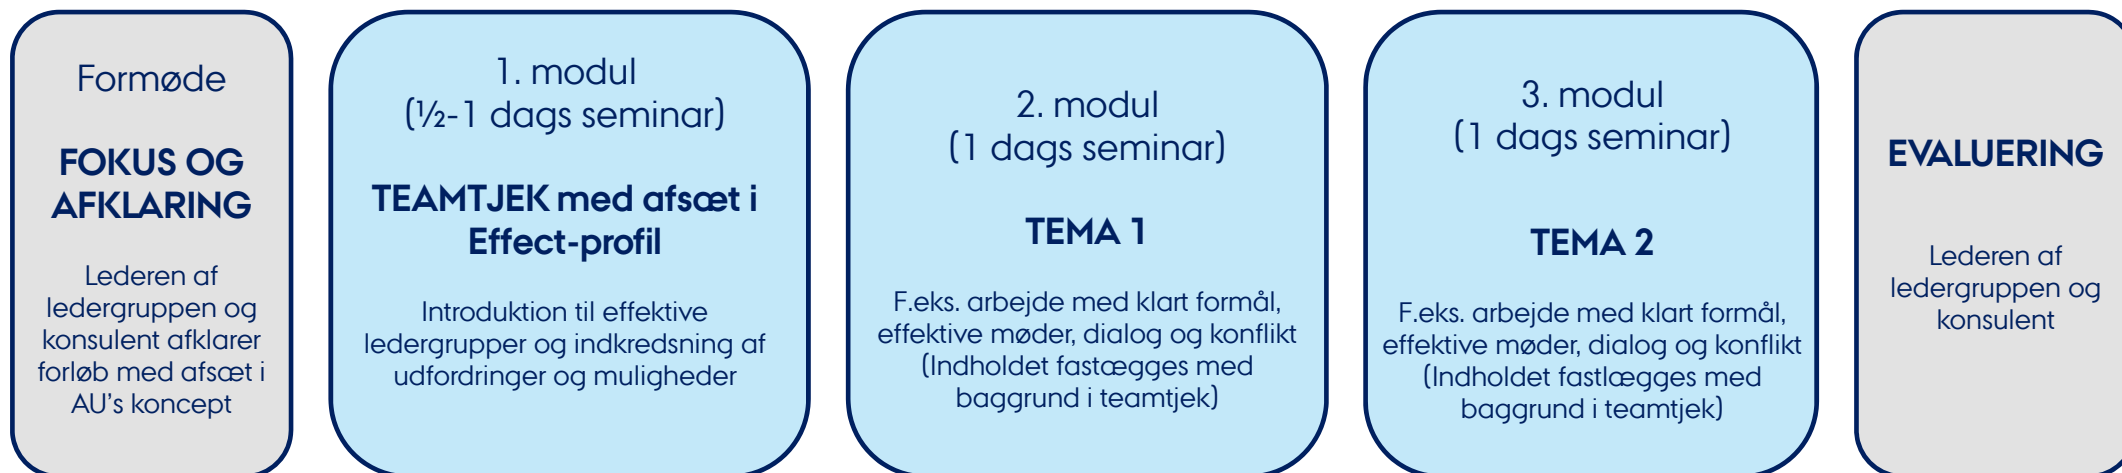 Formøde
FOKUS OG
AFKLARING
Lederen af
ledergruppen og
konsulent afklarer
forløb med afsæt i
AU's koncept
1. modul
(½-1 dags seminar)
TEAMTJEK med afsæt i
Effect-profil
Introduktion til effektive
ledergrupper og indkredsning af
udfordringer og muligheder
2. modul
(1 dags seminar)
TEMA 1
F.eks. arbejde med klart formål,
effektive møder, dialog og konflikt
(Indholdet fastægges med
baggrund i teamtjek)
3. modul
(1 dags seminar)
TEMA 2
F.eks. arbejde med klart formål,
effektive møder, dialog og konflikt
(Indholdet fastlægges med
baggrund i teamtjek)
EVALUERING
Lederen af
ledergruppen og
konsulent